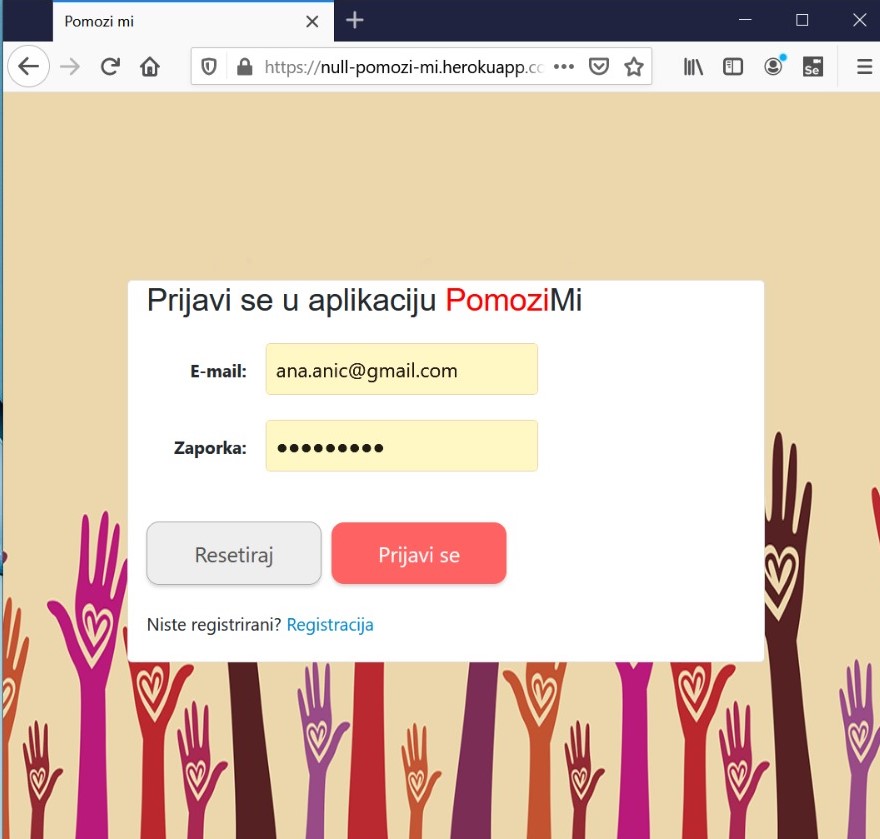 Pomozi mi
https://null-pomozi-mi.herokuapp.co
Se
Prijavi se u aplikaciju PomoziMi
E-mail: ana.anic@gmail.com
Zaporka: ●●●●●●●●●
Resetiraj Prijavi se
Niste registrirani? Registracija